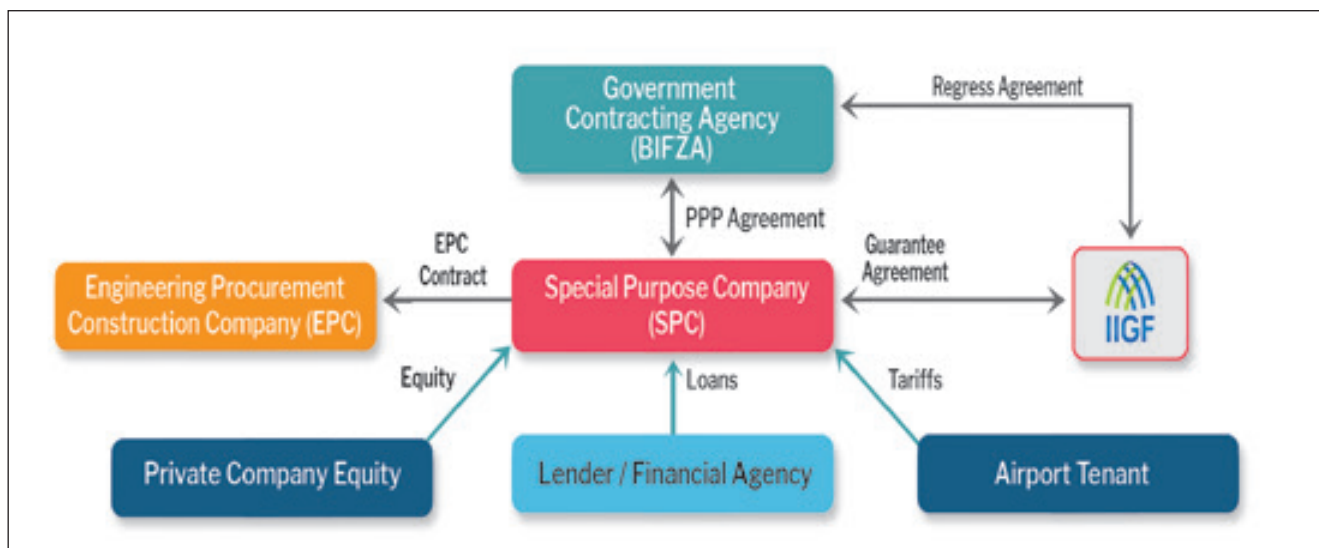 Government
Contracting Agency
(BIFZA)
Regress Agreement
PPP Agreement
EPC
Contract
Guarantee
Agreement
Engineering Procurement
Construction Company (EPC)
Special Purpose Company
(SPC)
IIGF
Equity
Loans
Tariffs
Private Company Equity
Lender / Financial Agency
Airport Tenant